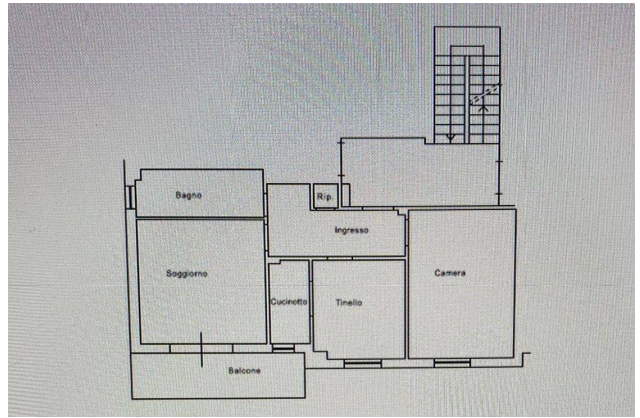 Bagno
Rip.
Ingresso
Soggiorno
Camera
Cucinotto
Tinello
Balcone